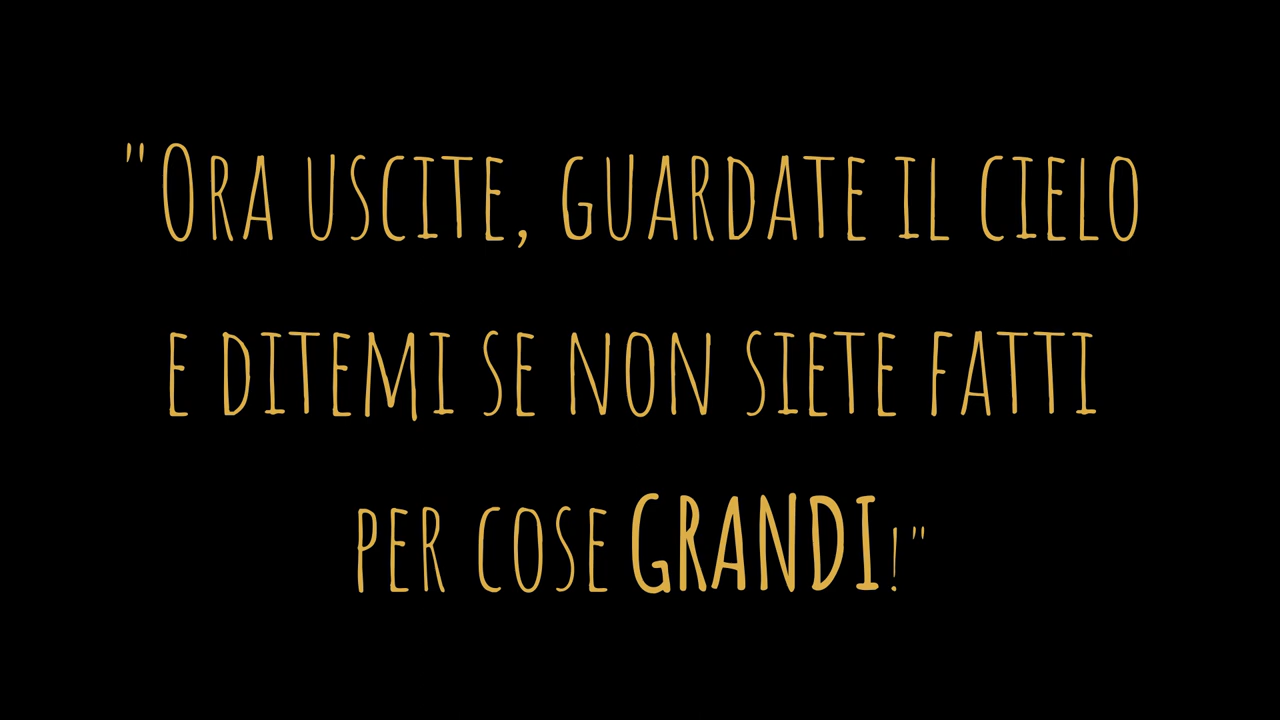 "Ora uscite, guardate il cielo
e ditemi se non siete fatti
per cose GRANDI!"